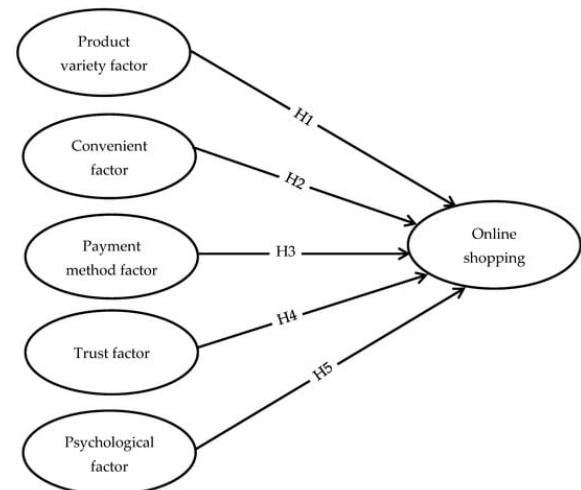 Product
variety factor
H1
Convenient
factor
H2
Online
shopping
Payment
method factor
H3
Trust factor
H4
Psychological
factor
H5